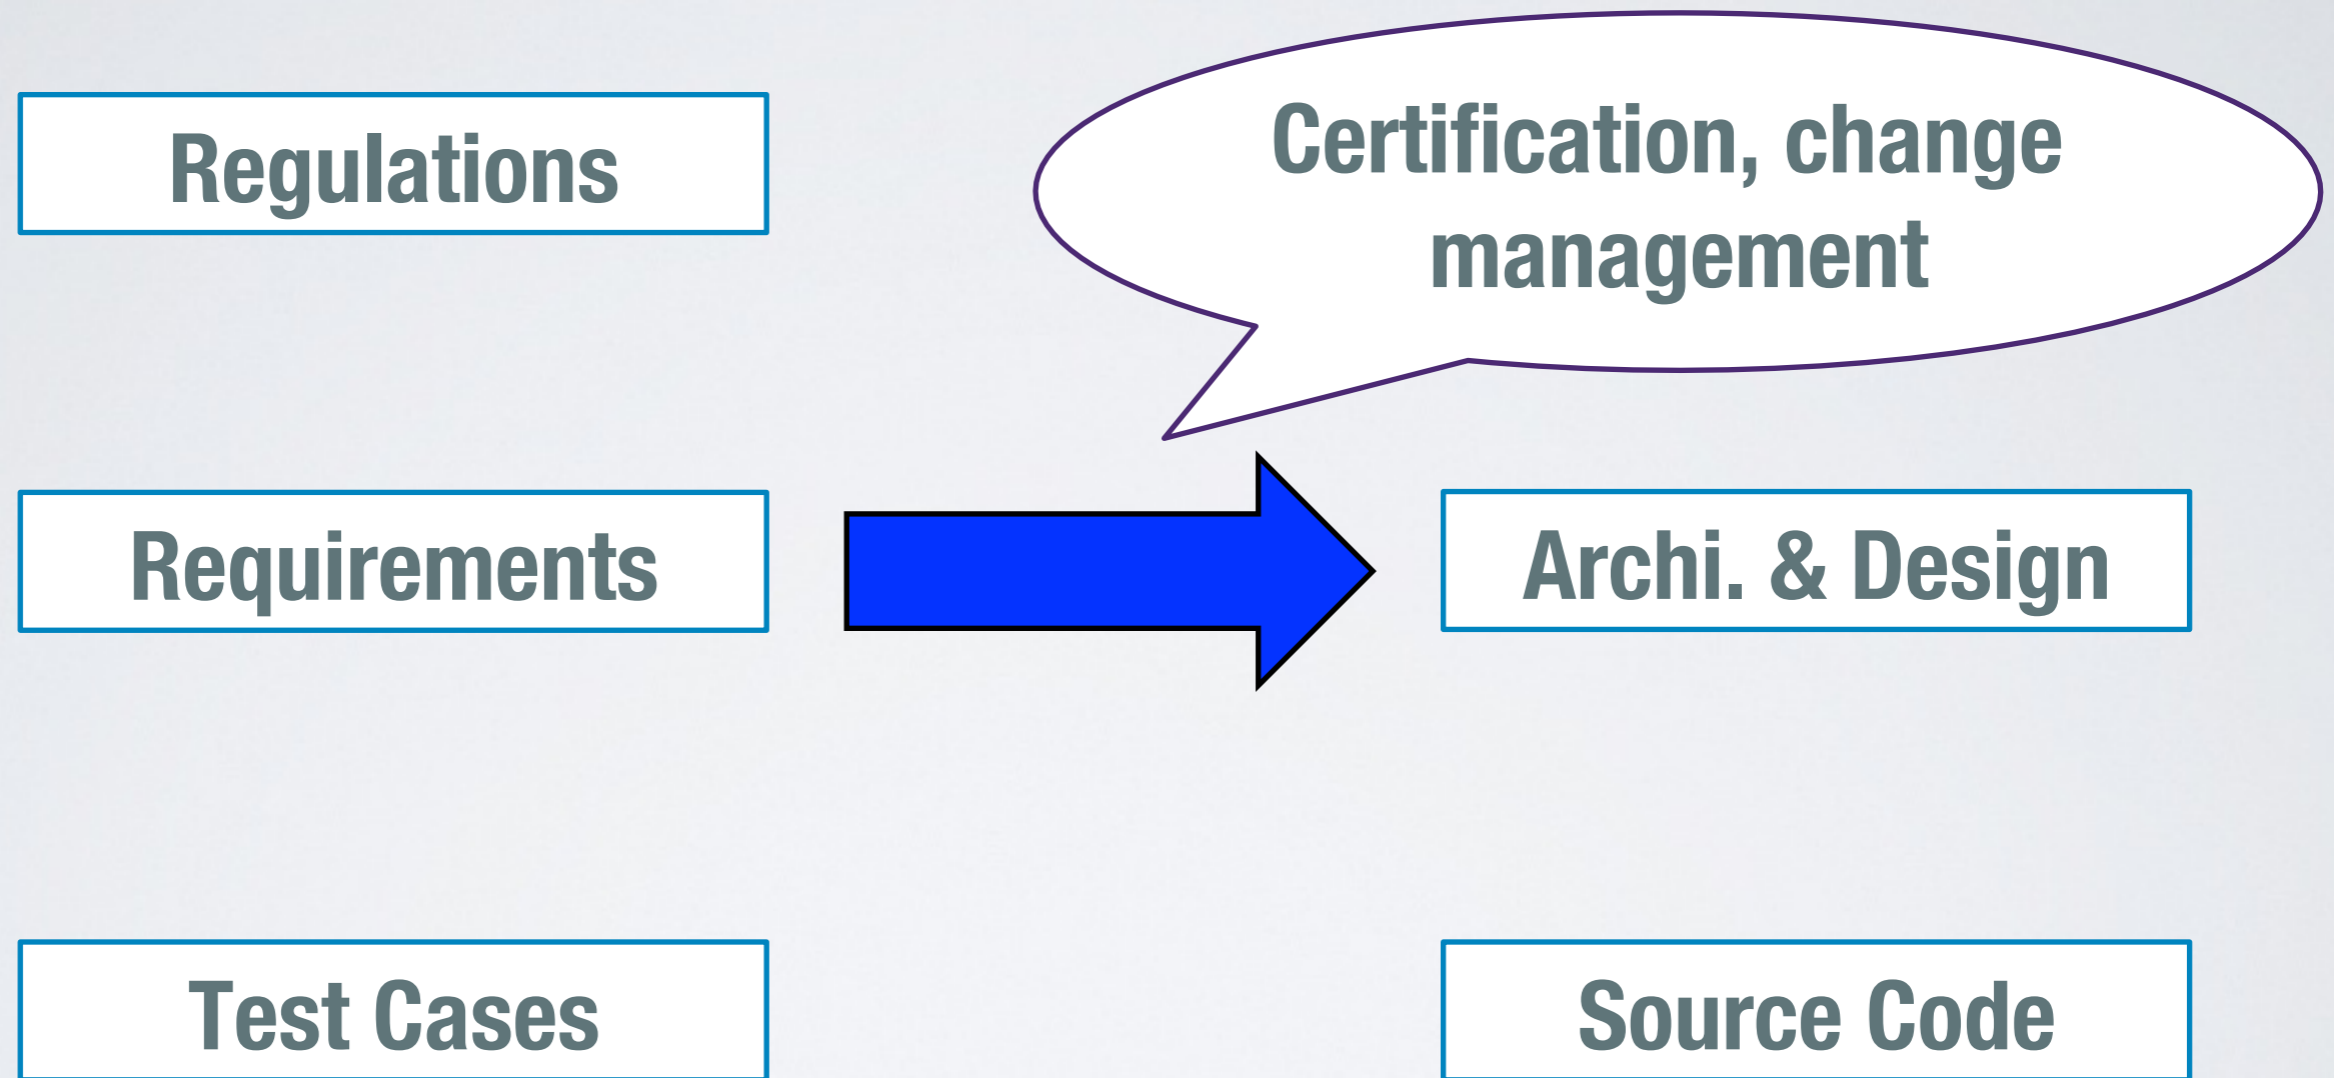 Regulations
Certification, change
management
Requirements
Archi. & Design
Test Cases
Source Code